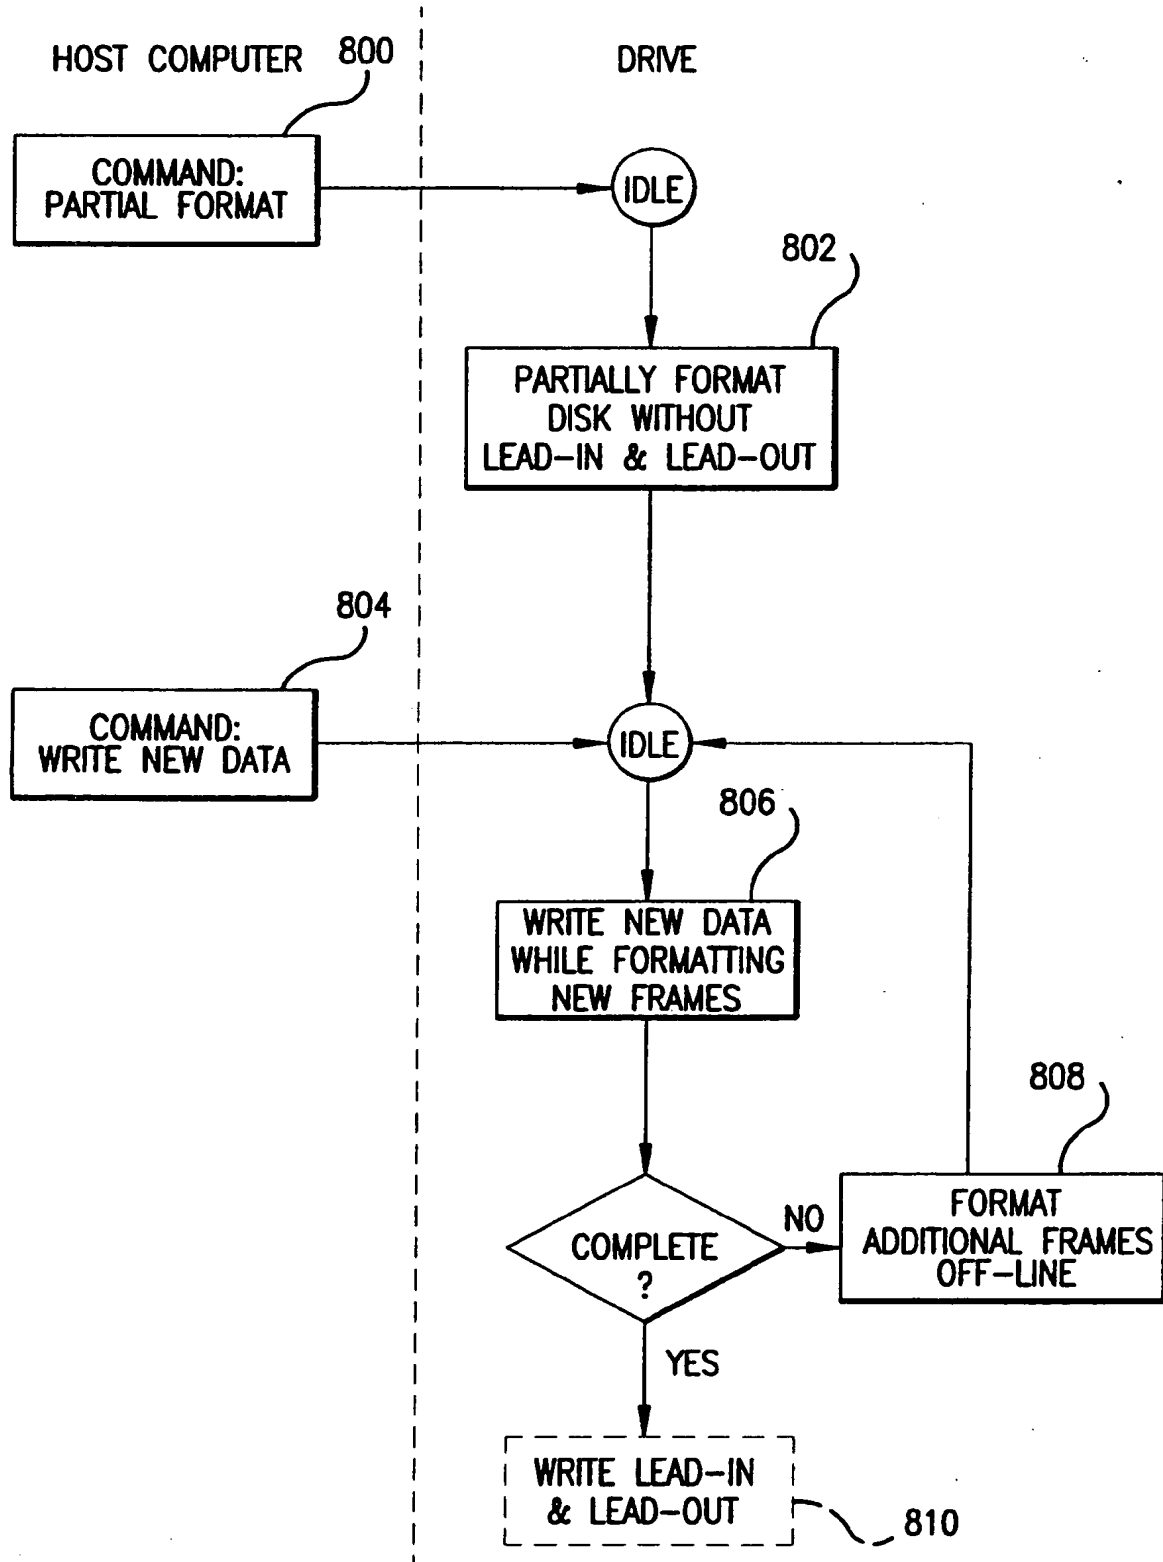 HOST COMPUTER
800
DRIVE
COMMAND:
PARTIAL FORMAT
IDLE
802
PARTIALLY FORMAT
DISK WITHOUT
LEAD-IN & LEAD-OUT
804
COMMAND:
WRITE NEW DATA
IDLE
806
WRITE NEW DATA
WHILE FORMATTING
NEW FRAMES
808
COMPLETE
?
NO
FORMAT
ADDITIONAL FRAMES
OFF-LINE
YES
WRITE LEAD-IN
& LEAD-OUT
810